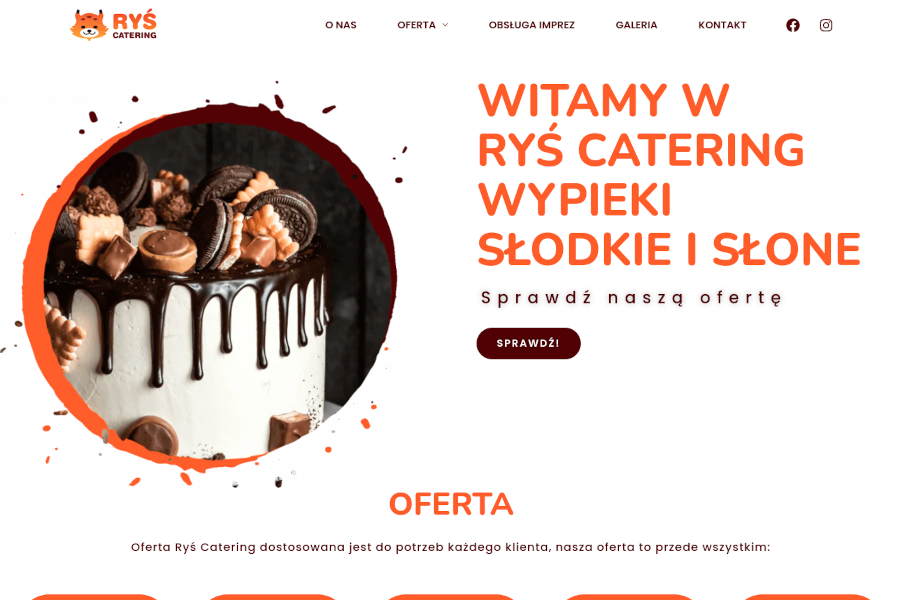 RYŚ
CATERING
O NAS
OFERTA
OBSŁUGA IMPREZ
GALERIA
KONTAKT
WITAMY W
RYŚ CATERING
WYPIEKI
SŁODKIE I SŁONE
Sprawdź naszą ofertę
SPRAWDŹ!
OFERTA
Oferta Ryś Catering dostosowana jest do potrzeb każdego klienta, nasza oferta to przede wszystkim: